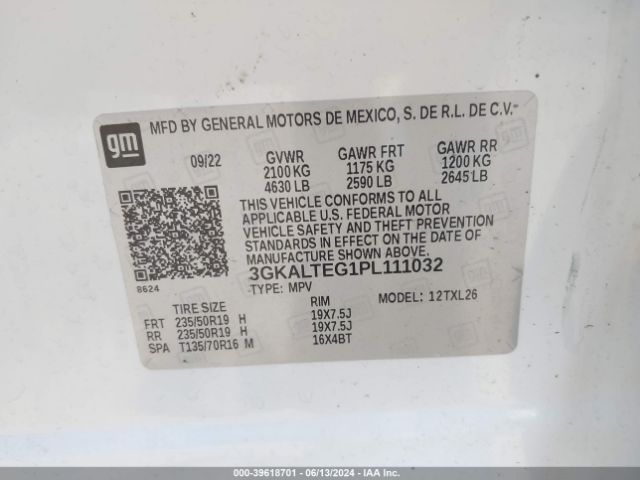 gm
MFD BY GENERAL MOTORS DE MEXICO, S. DE R.L. DE C.V.
09/22 GVWR GAWR FRT GAWR RR
2100 KG 1175 KG 1200 KG
4630 LB 2590 LB 2645 LB
THIS VEHICLE CONFORMS TO ALL
APPLICABLE U.S. FEDERAL MOTOR
VEHICLE SAFETY AND THEFT PREVENTION
STANDARDS IN EFFECT ON THE DATE
OF MANUFACTURE SHOWN ABOVE.
3GKALTEG1PL111032
8624 TYPE: MPV MODEL: 12TXL26
TIRE SIZE RIM
FRT 235/50R19 H 19X7.5J
RR 235/50R19 H 19X7.5J
SPA T135/70R16 M 16X4BT
000-39618701 - 06/13/2024 - IAA Inc.